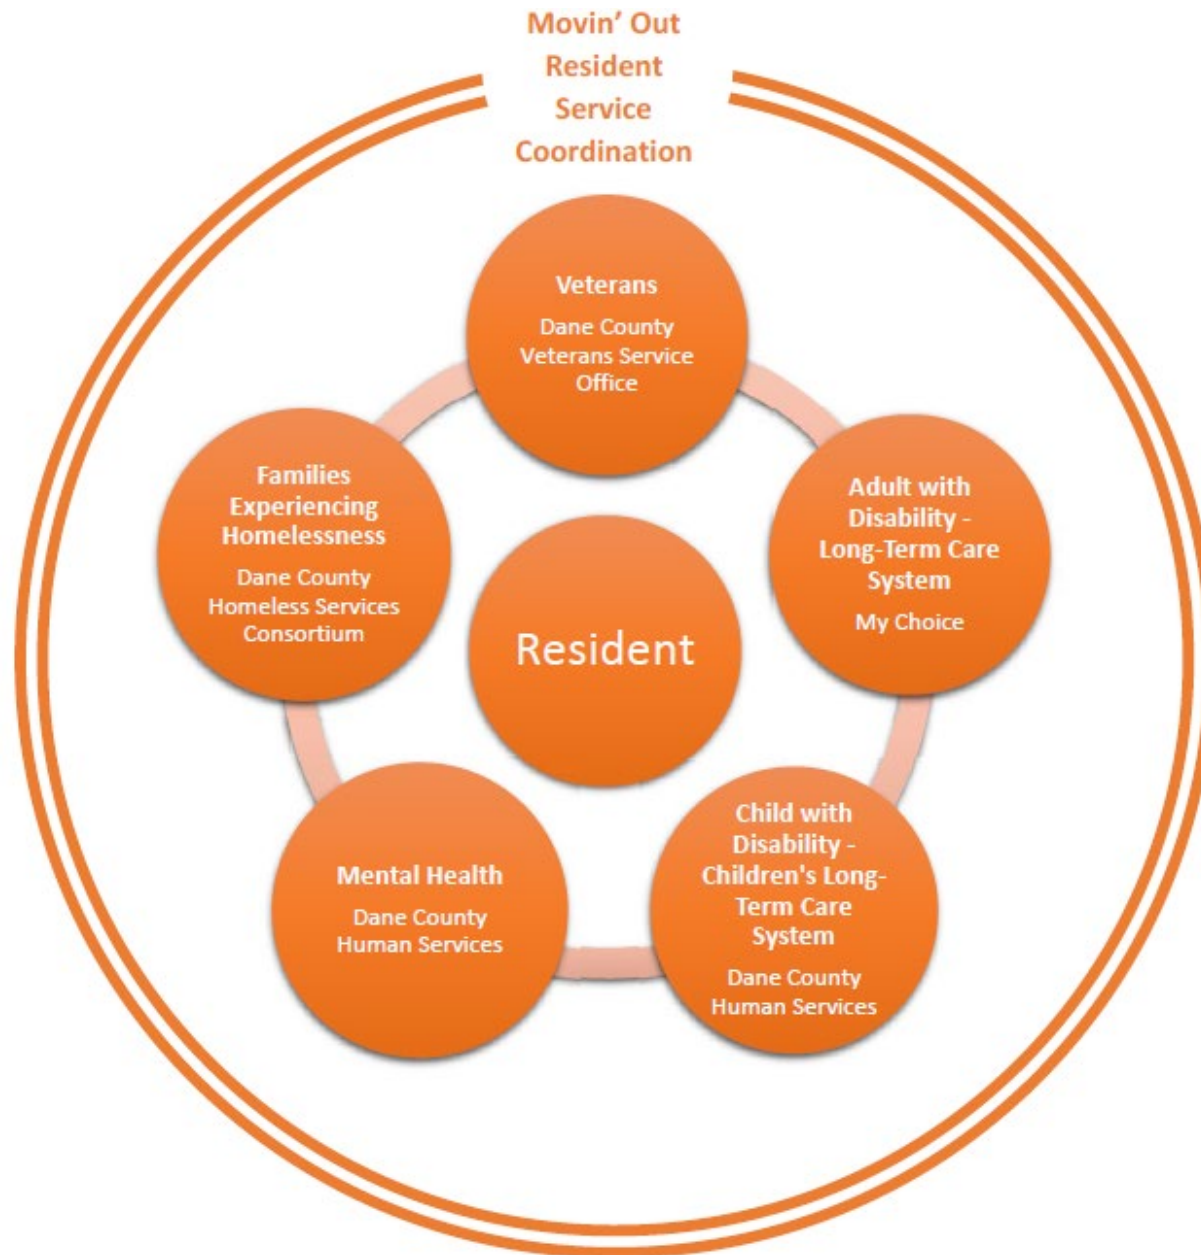 Movin’ Out
Resident
Service
Coordination
Veterans
Dane County
Veterans Service
Office
Families
Experiencing
Homelessness
Dane County
Homeless Services
Consortium
Adult with
Disability -
Long-Term Care
System
My Choice
Resident
Mental Health
Dane County
Human Services
Child with
Disability -
Children's Long-
Term Care
System
Dane County
Human Services